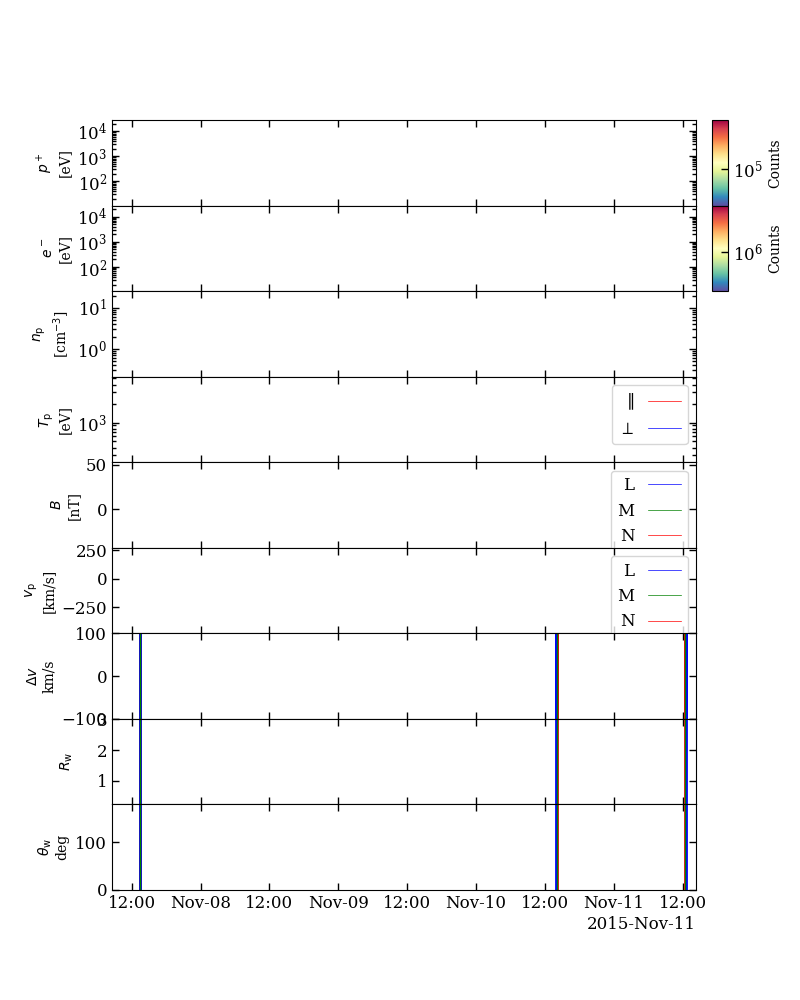 10⁴
10³
10²
p⁺
[eV]
10⁵
Counts
10⁴
10³
10²
e⁻
[eV]
10⁶
Counts
10¹
10⁰
nₚ
[cm⁻³]
10³
Tₚ
[eV]
∥
⊥
50
0
B
[nT]
L
M
N
250
0
−250
vₚ
[km/s]
L
M
N
100
0
−100
Δv
km/s
3
2
1
R_w
100
0
θ_w
deg
12:00 Nov-08 12:00 Nov-09 12:00 Nov-10 12:00 Nov-11 12:00
2015-Nov-11